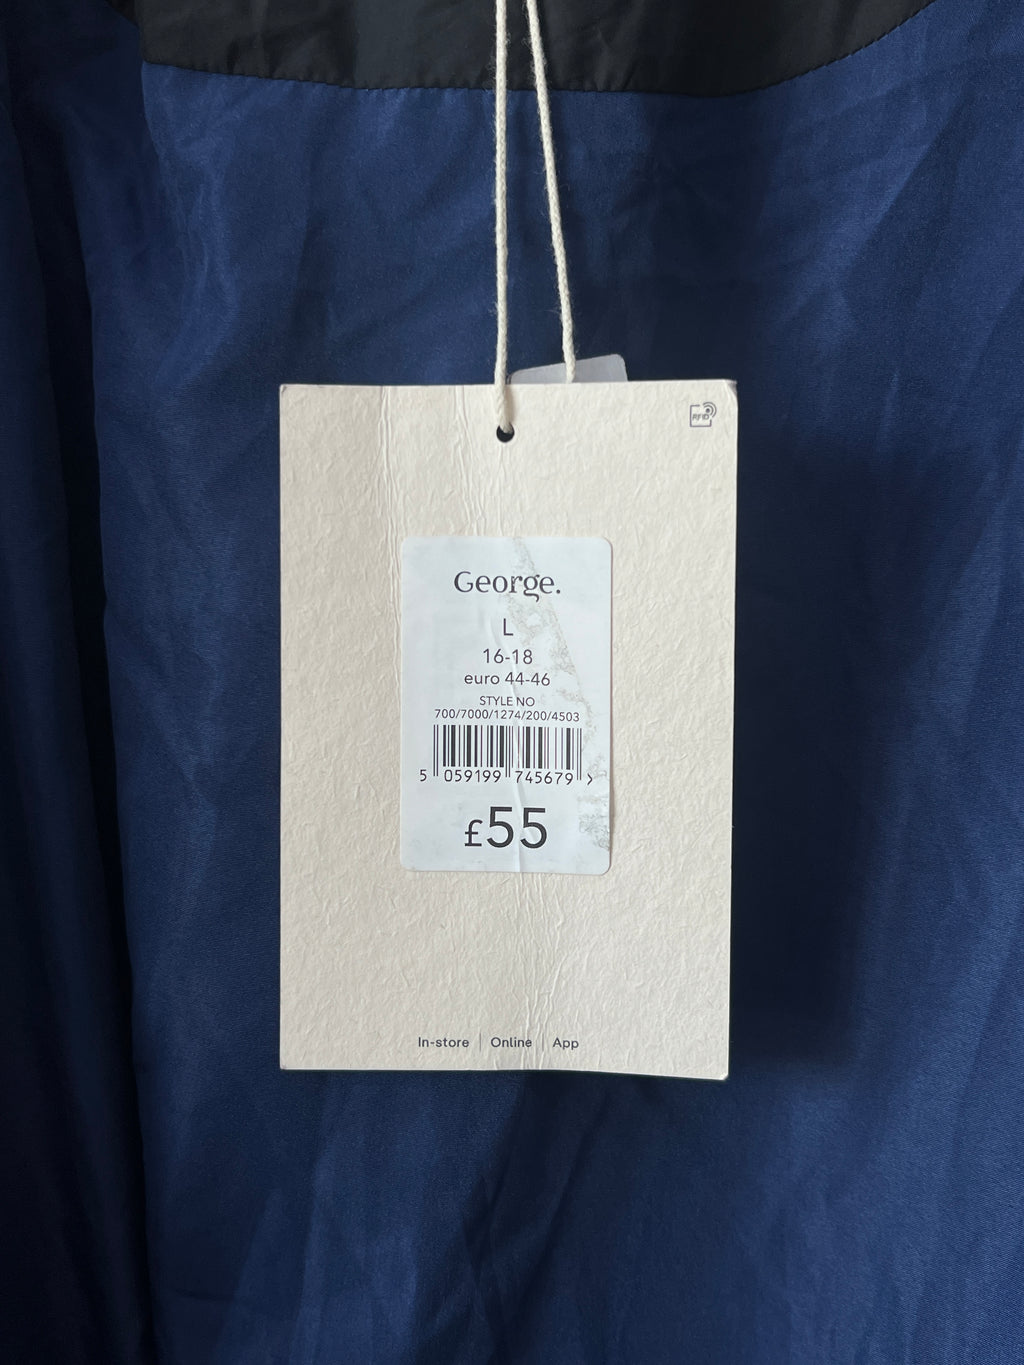 RFID
George.
L
16-18
euro 44-46
STYLE NO
700/7000/1274/200/4503
5 059199 745679 >
£55
In-store | Online | App